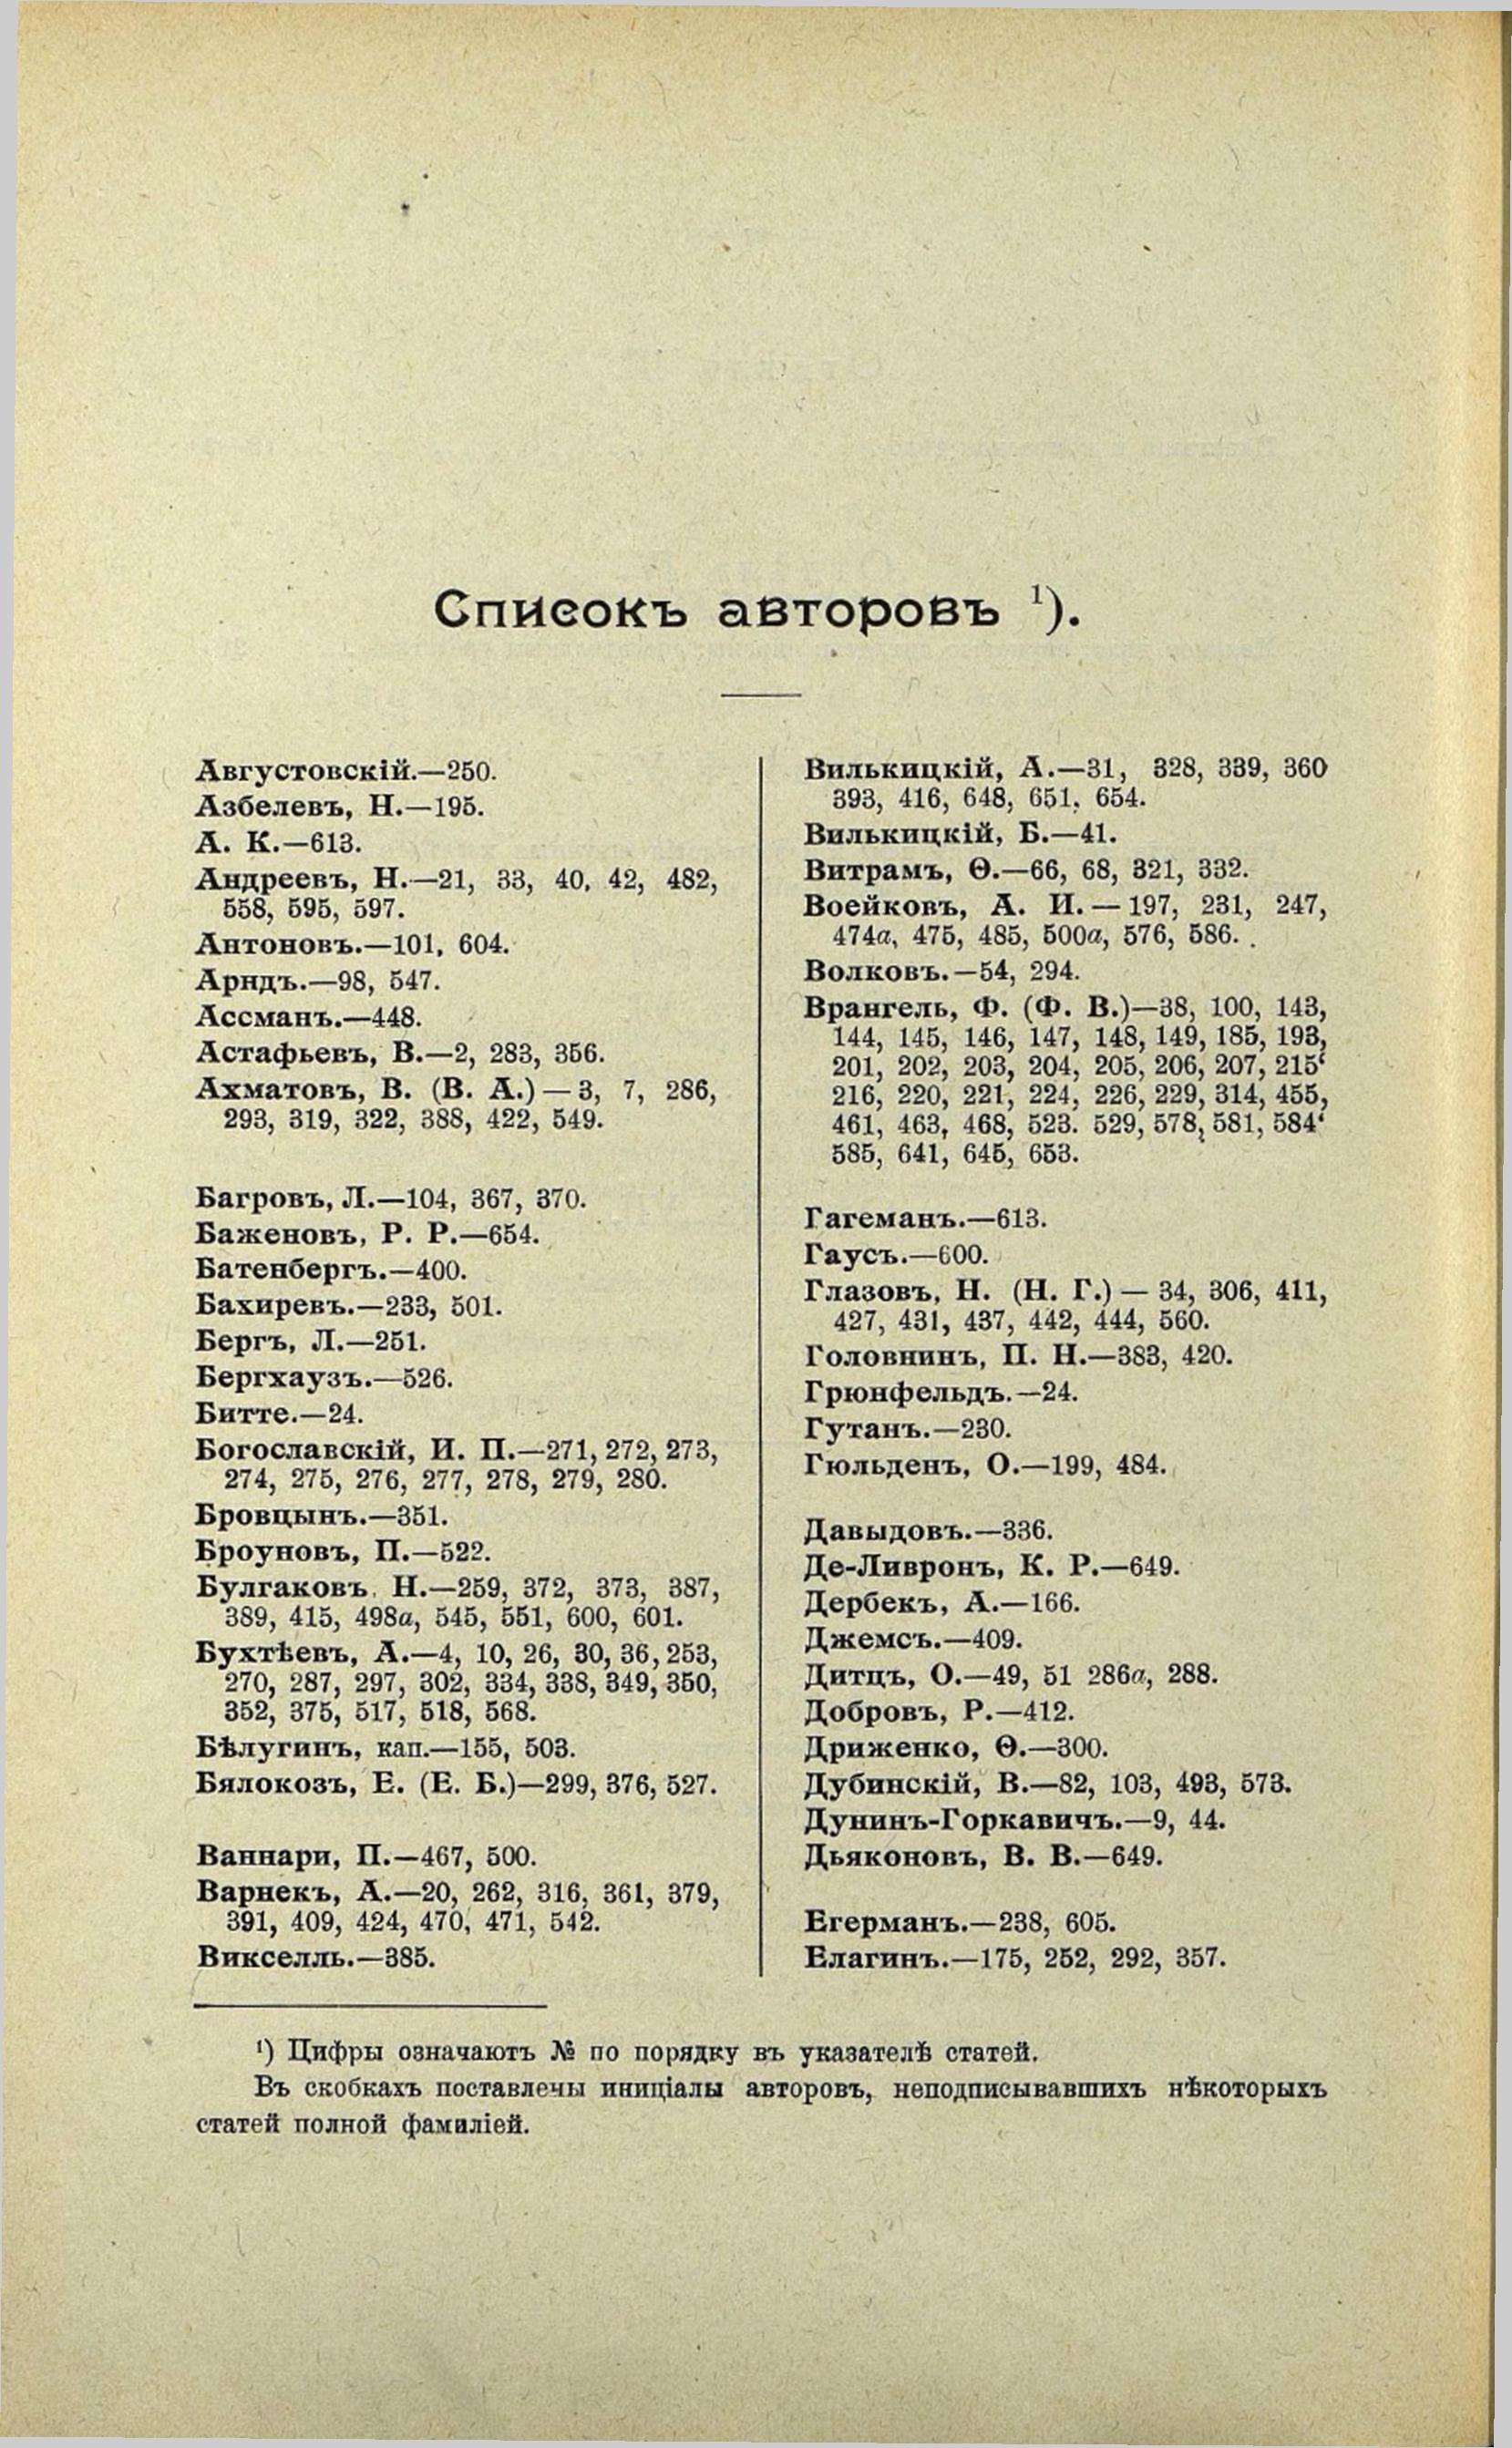 Списокъ авторовъ ¹).
Августовскій.—250.
Азбелевъ, Н.—195.
А. К.—613.
Андреевъ, Н.—21, 33, 40, 42, 482,
558, 595, 597.
Антоновъ.—101, 604.
Арндъ.—98, 547.
Ассманъ.—448.
Астафьевъ, В.—2, 283, 356.
Ахматовъ, В. (В. А.)—3, 7, 286,
293, 319, 322, 388, 422, 549.
Багровъ, Л.—104, 367, 370.
Баженовъ, Р. Р.—654.
Батенбергъ.—400.
Бахиревъ.—233, 501.
Бергъ, Л.—251.
Бергхаузъ.—526.
Битте.—24.
Богославскій, И. П.—271, 272, 273,
274, 275, 276, 277, 278, 279, 280.
Бровцынъ.—351.
Броуновъ, П.—522.
Булгаковъ, Н.—259, 372, 373, 387,
389, 415, 498а, 545, 551, 600, 601.
Бухтѣевъ, А.—4, 10, 26, 30, 36, 253,
270, 287, 297, 302, 334, 338, 349, 350,
352, 375, 517, 518, 568.
Бѣлугинъ, кап.—155, 503.
Бялокозъ, Е. (Е. Б.)—299, 376, 527.
Ваннари, П.—467, 500.
Варнекъ, А.—20, 262, 316, 361, 379,
391, 409, 424, 470, 471, 542.
Викселль.—385.
Вилькицкій, А.—31, 328, 339, 360
393, 416, 648, 651, 654.
Вилькицкій, Б.—41.
Витрамъ, Ѳ.—66, 68, 321, 332.
Воейковъ, А. И.—197, 231, 247,
474а, 475, 485, 500а, 576, 586.
Волковъ.—54, 294.
Врангель, Ф. (Ф. В.)—38, 100, 143,
144, 145, 146, 147, 148, 149, 185, 193,
201, 202, 203, 204, 205, 206, 207, 215‘
216, 220, 221, 224, 226, 229, 314, 455,
461, 463, 468, 523. 529, 578, 581, 584‘
585, 641, 645, 653.
Гагеманъ.—613.
Гаусъ.—600.
Глазовъ, Н. (Н. Г.)—34, 306, 411,
427, 431, 437, 442, 444, 560.
Головнинъ, П. Н.—383, 420.
Грюнфельдъ.—24.
Гутанъ.—230.
Гюльденъ, О.—199, 484.
Давыдовъ.—336.
Де-Ливронъ, К. Р.—649.
Дербекъ, А.—166.
Джемсъ.—409.
Дитцъ, О.—49, 51 286а, 288.
Добровъ, Р.—412.
Дриженко, Ѳ.—300.
Дубинскій, В.—82, 103, 493, 573.
Дунинъ-Горкавичъ.—9, 44.
Дьяконовъ, В. В.—649.
Егерманъ.—238, 605.
Елагинъ.—175, 252, 292, 357.
¹) Цифры означаютъ № по порядку въ указателѣ статей.
Въ скобкахъ поставлены иниціалы авторовъ, неподписывавшихъ нѣкоторыхъ
статей полной фамиліей.